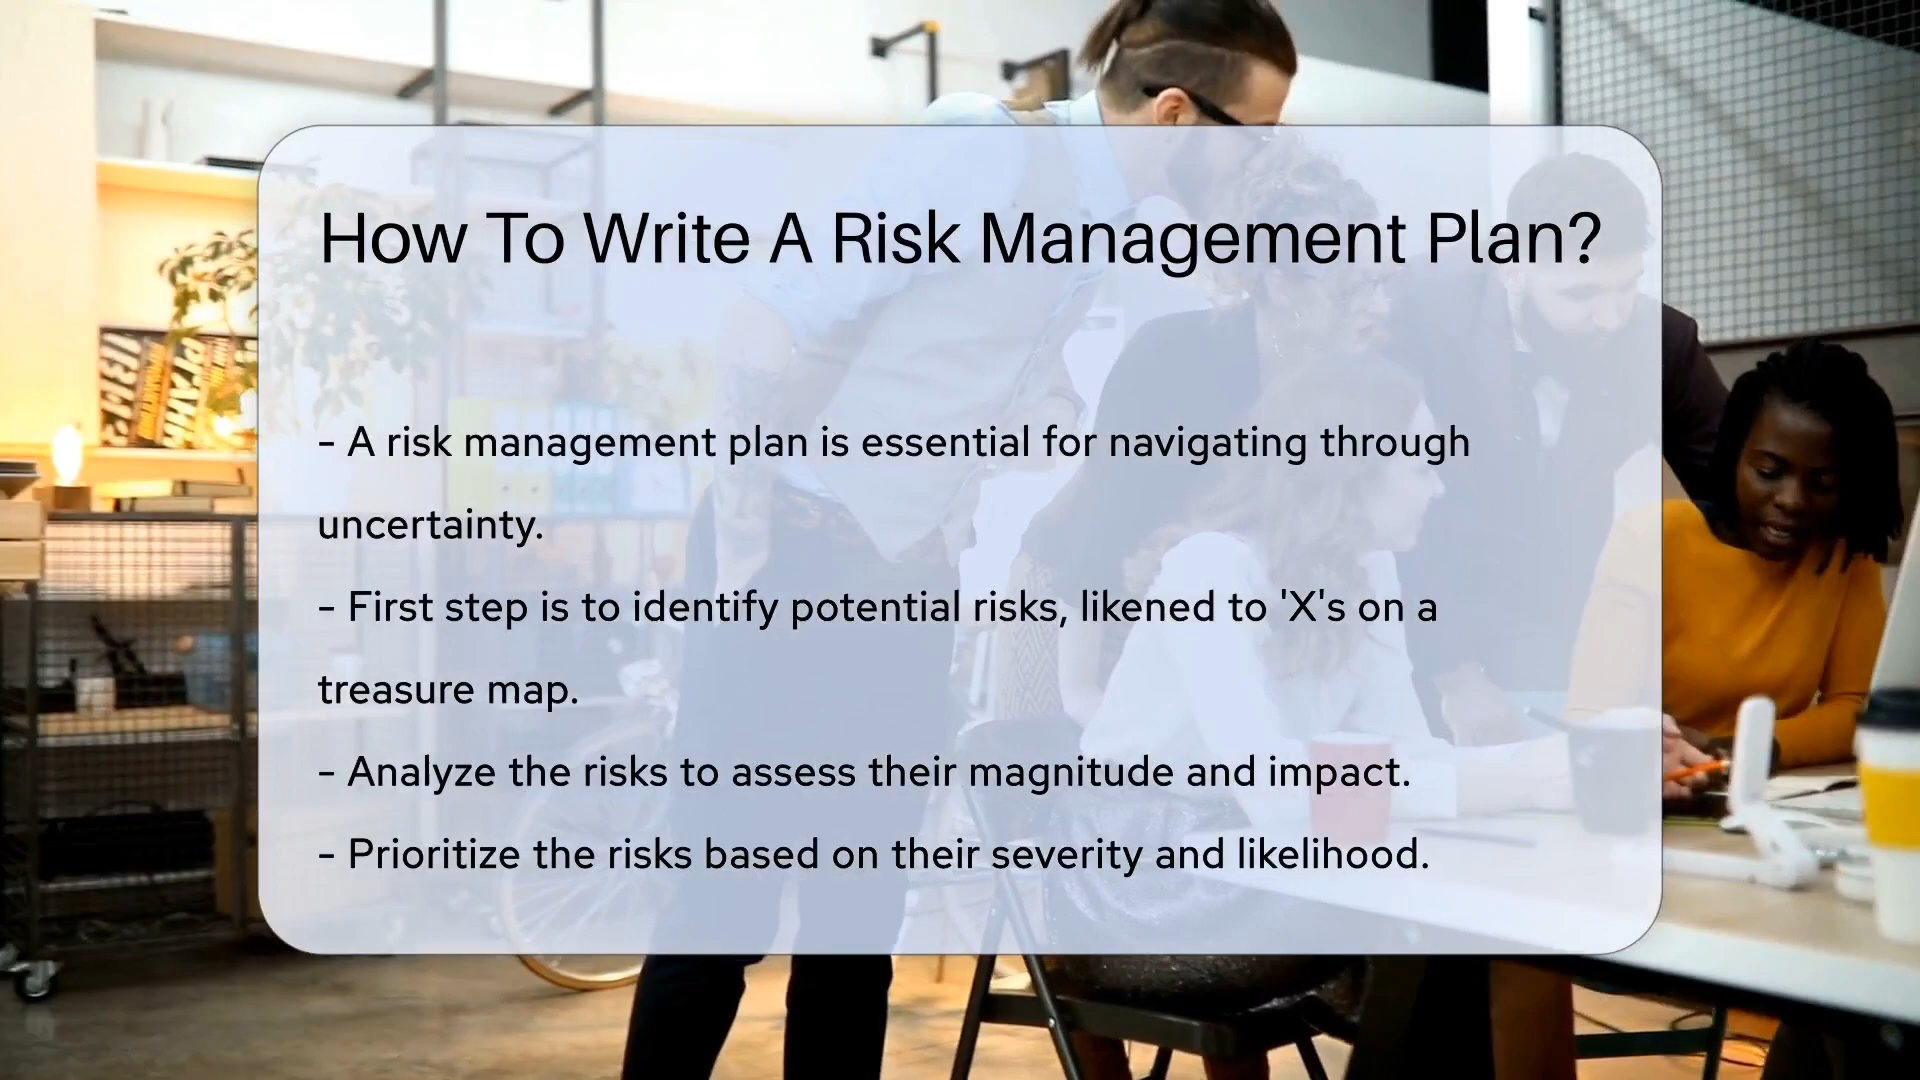 How To Write A Risk Management Plan?
- A risk management plan is essential for navigating through
uncertainty.
- First step is to identify potential risks, likened to 'X's on a
treasure map.
- Analyze the risks to assess their magnitude and impact.
- Prioritize the risks based on their severity and likelihood.